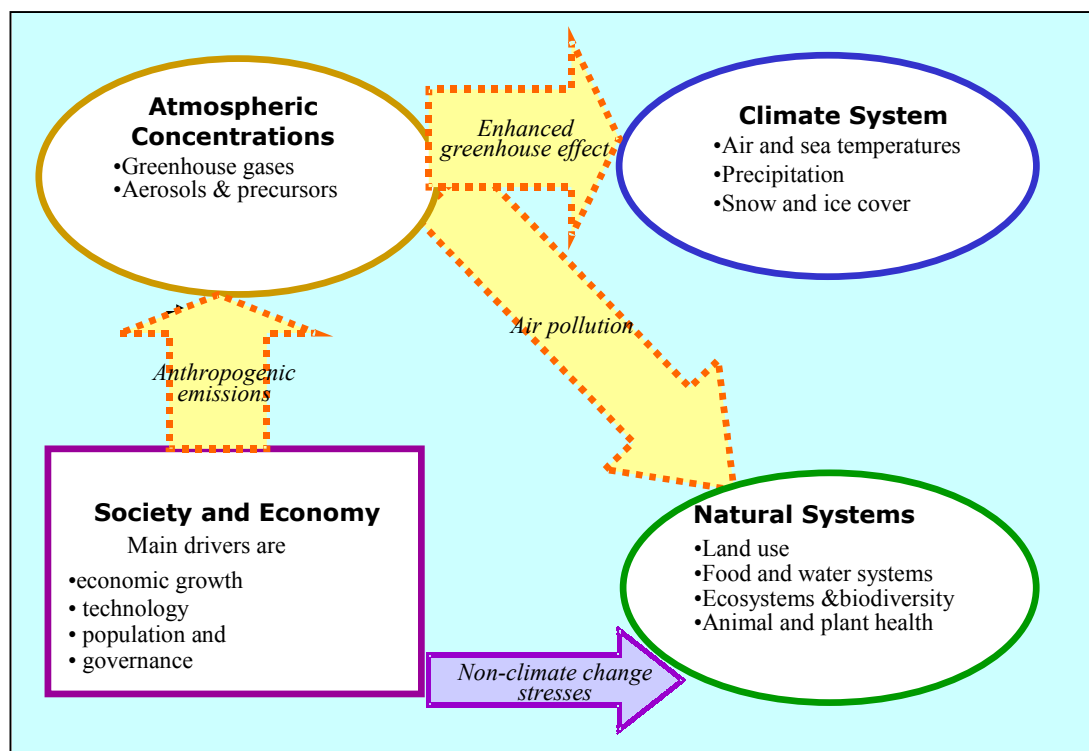 Atmospheric
Concentrations
•Greenhouse gases
•Aerosols & precursors
Enhanced
greenhouse effect
Climate System
•Air and sea temperatures
•Precipitation
•Snow and ice cover
Air pollution
Anthropogenic
emissions
Society and Economy
Main drivers are
•economic growth
• technology
• population and
• governance
Natural Systems
•Land use
•Food and water systems
•Ecosystems &biodiversity
•Animal and plant health
Non-climate change
stresses